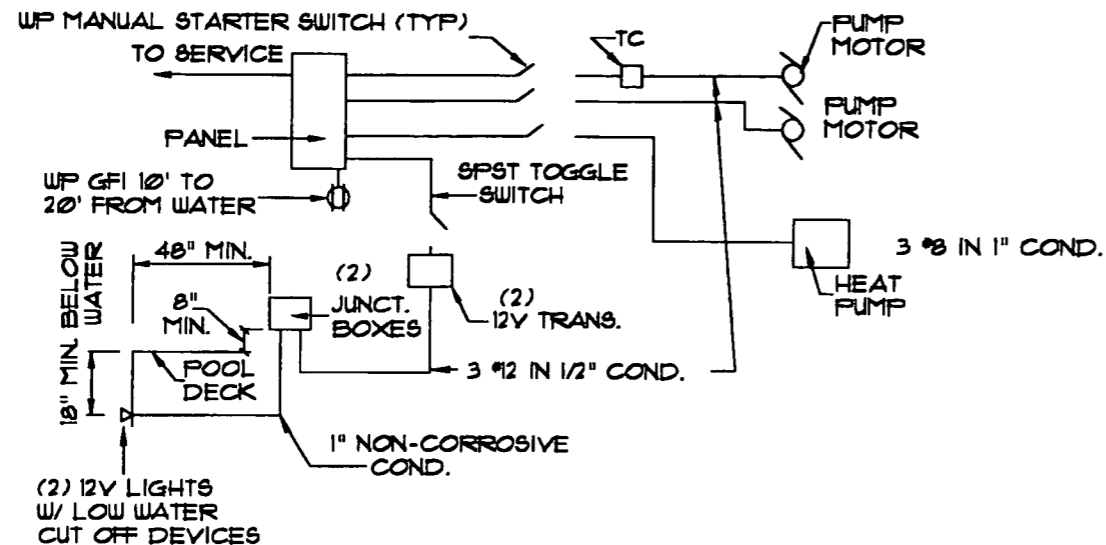 WP MANUAL STARTER SWITCH (TYP)
TO SERVICE
TC
PUMP
MOTOR
PUMP
MOTOR
PANEL
WP GFI 10' TO
20' FROM WATER
SPST TOGGLE
SWITCH
48" MIN.
18" MIN. BELOW
WATER
8"
MIN.
(2)
JUNCT.
BOXES
(2)
12V TRANS.
3 #8 IN 1" COND.
HEAT
PUMP
POOL
DECK
3 #12 IN 1/2" COND.
1" NON-CORROSIVE
COND.
(2) 12V LIGHTS
W/ LOW WATER
CUT OFF DEVICES